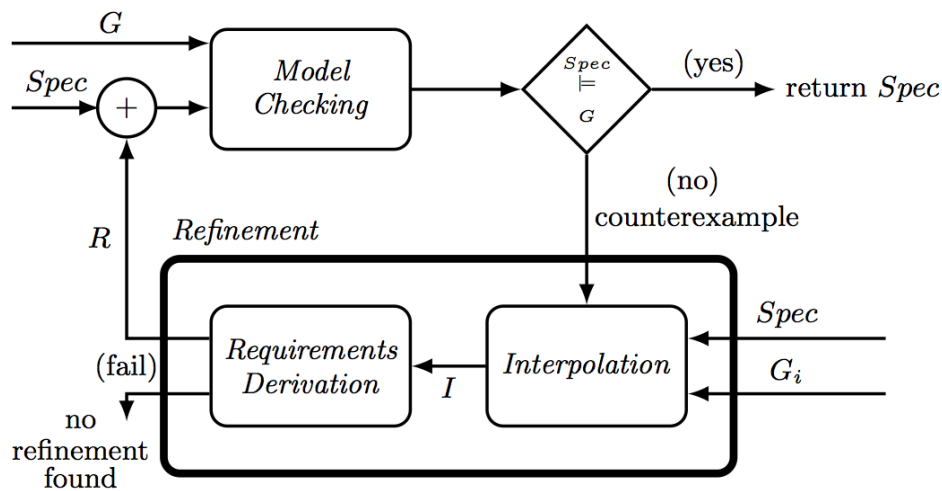 G
Spec
+
Model
Checking
Spec
⊨
G
(yes)
return Spec
(no)
counterexample
Refinement
R
Requirements
Derivation
I
Interpolation
Spec
G_i
(fail)
no
refinement
found